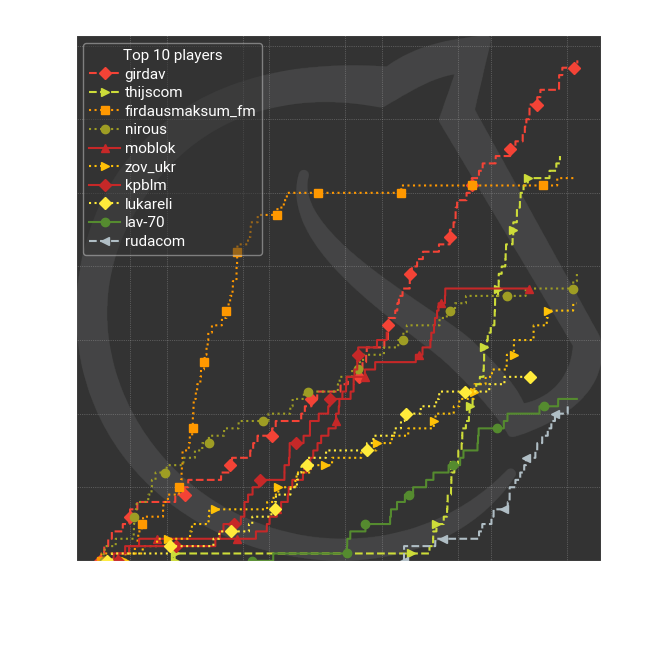 Top 10 players
girdav
thijscom
firdausmaksum_fm
nirous
moblok
zov_ukr
kpblm
lukareli
lav-70
rudacom